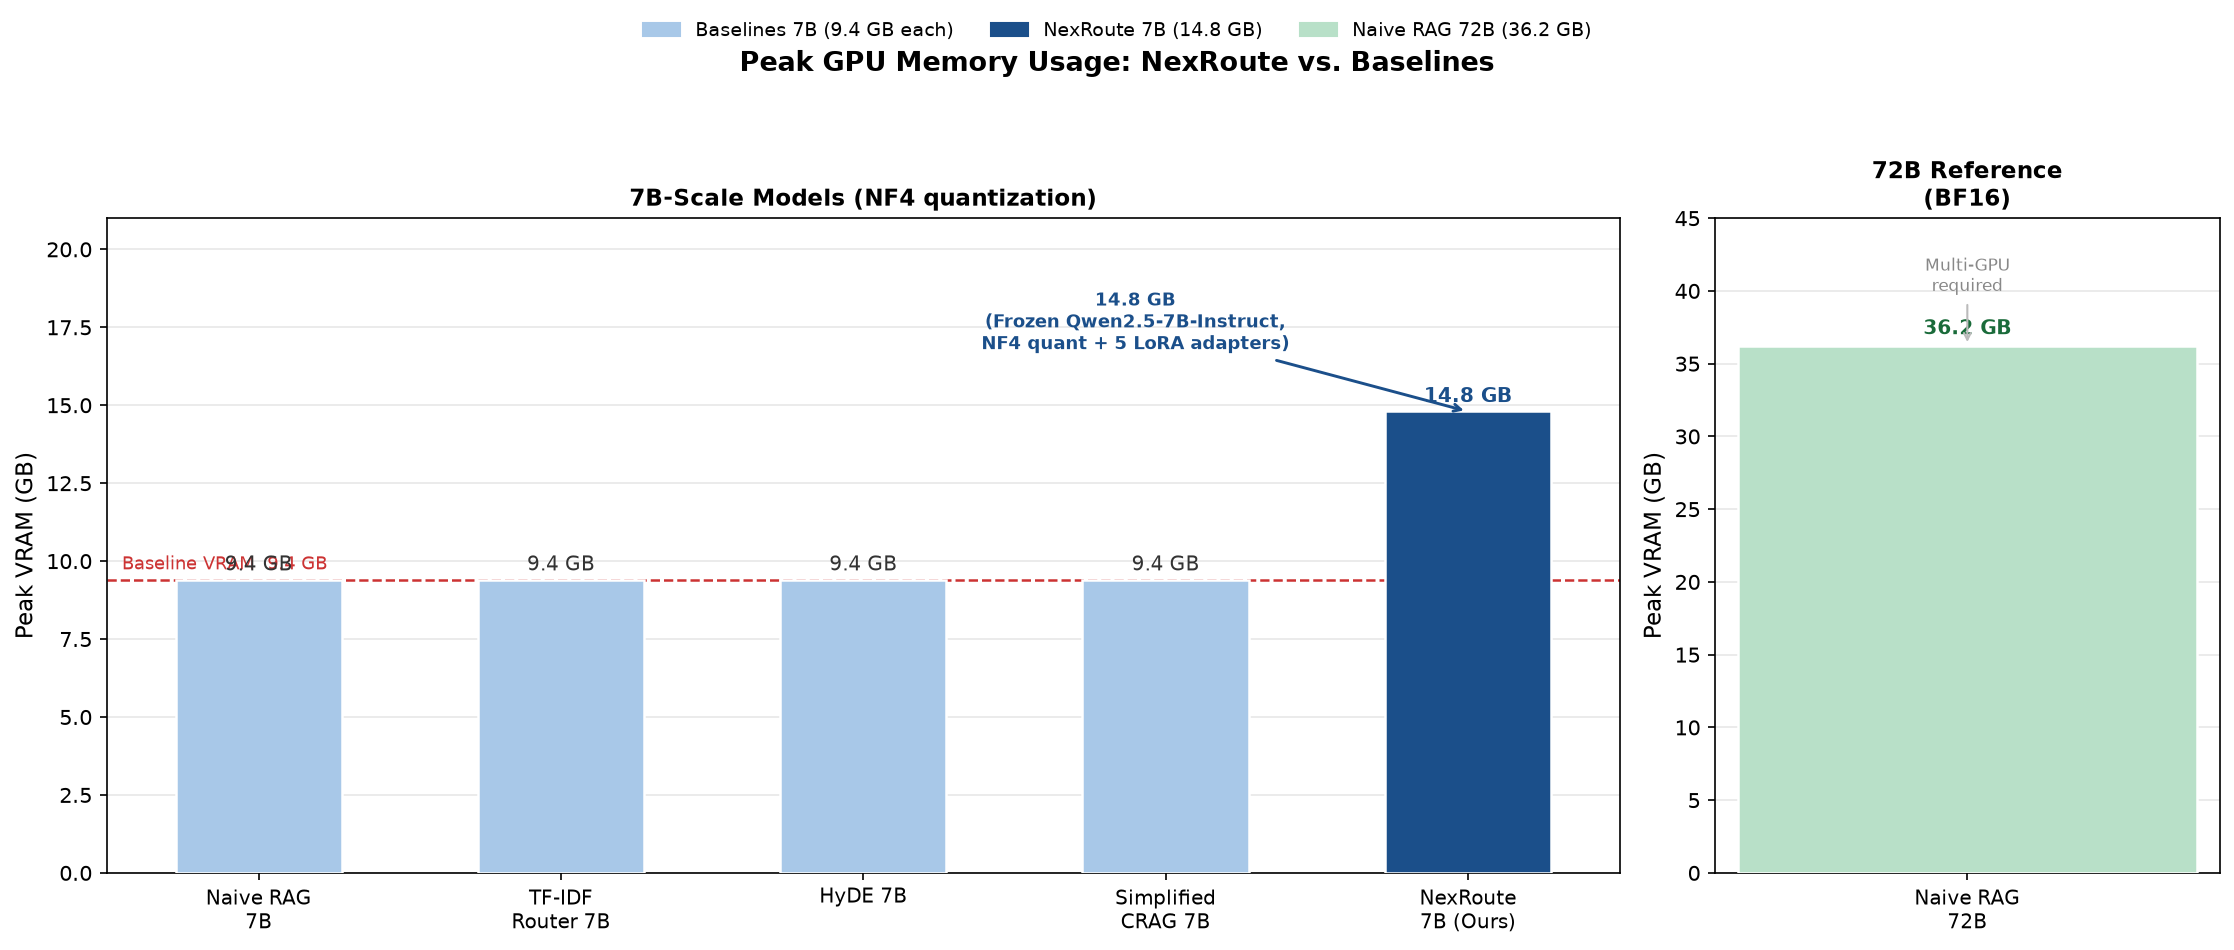 Baselines 7B (9.4 GB each)
NexRoute 7B (14.8 GB)
Naive RAG 72B (36.2 GB)
Peak GPU Memory Usage: NexRoute vs. Baselines
7B-Scale Models (NF4 quantization)
Peak VRAM (GB)
20.0
17.5
15.0
12.5
10.0
7.5
5.0
2.5
0.0
14.8 GB
(Frozen Qwen2.5-7B-Instruct,
NF4 quant + 5 LoRA adapters)
14.8 GB
Baseline VRAM 9.4 GB
9.4 GB
9.4 GB
9.4 GB
9.4 GB
Naive RAG
7B
TF-IDF
Router 7B
HyDE 7B
Simplified
CRAG 7B
NexRoute
7B (Ours)
72B Reference
(BF16)
Peak VRAM (GB)
45
40
35
30
25
20
15
10
5
0
Multi-GPU
required
36.2 GB
Naive RAG
72B